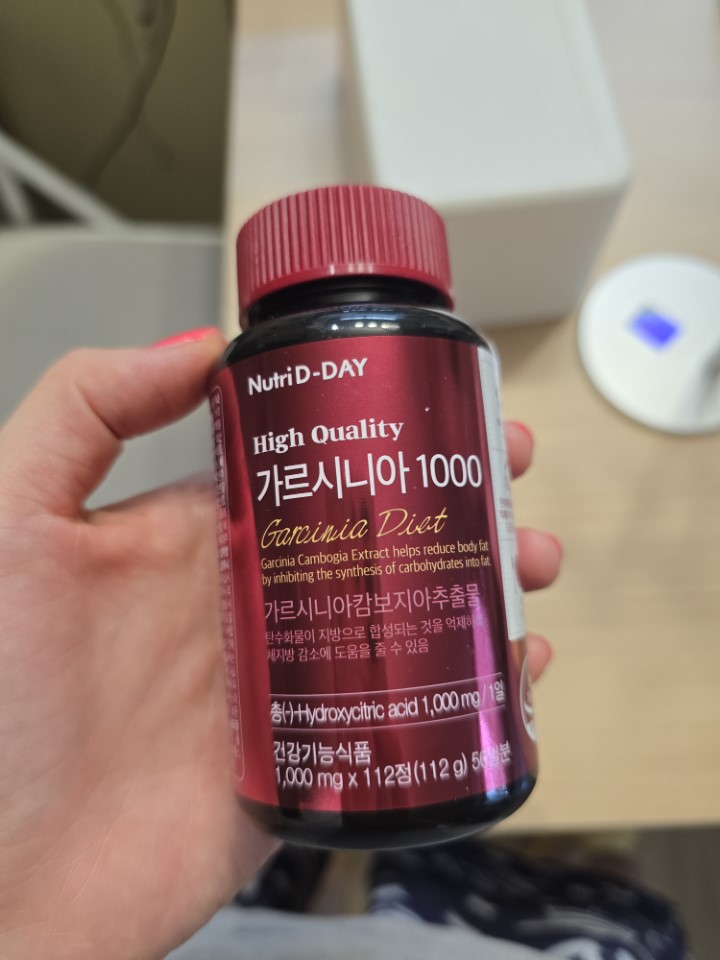 Nutri D-DAY
High Quality
가르시니아 1000
Garcinia Diet
Garcinia Cambogia Extract helps reduce body fat
by inhibiting the synthesis of carbohydrates into fat.
가르시니아캄보지아추출물
탄수화물이 지방으로 합성되는 것을 억제하여
체지방 감소에 도움을 줄 수 있음
총(-)-Hydroxycitric acid 1,000 mg / 1일
건강기능식품
1,000 mg x 112정(112 g)